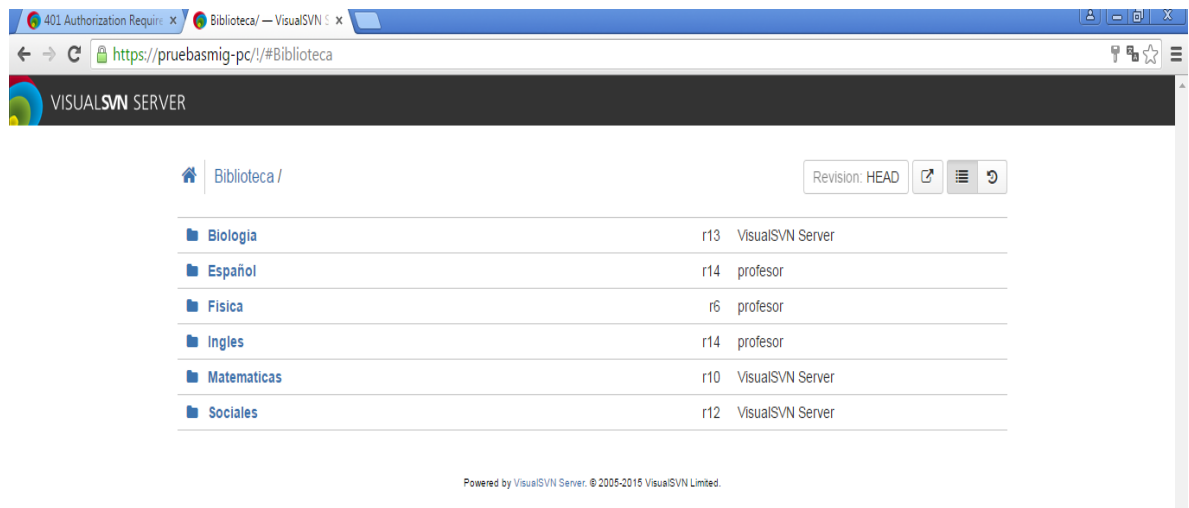 401 Authorization Require
Biblioteca/ — VisualSVN S
https://pruebasmig-pc/!/#Biblioteca
VISUALSVN SERVER
Biblioteca /
Revision: HEAD
Biologia r13 VisualSVN Server
Español r14 profesor
Fisica r6 profesor
Ingles r14 profesor
Matematicas r10 VisualSVN Server
Sociales r12 VisualSVN Server
Powered by VisualSVN Server. © 2005-2015 VisualSVN Limited.